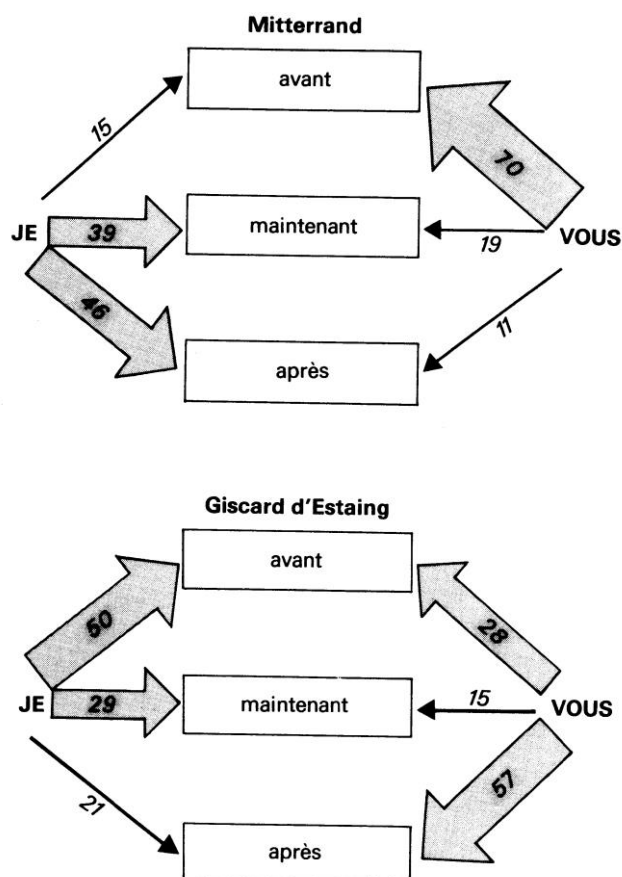 Mitterrand
avant
15
70
JE 39 maintenant 19 VOUS
46
11
après
Giscard d'Estaing
avant
50
28
JE 29 maintenant 15 VOUS
21
57
après